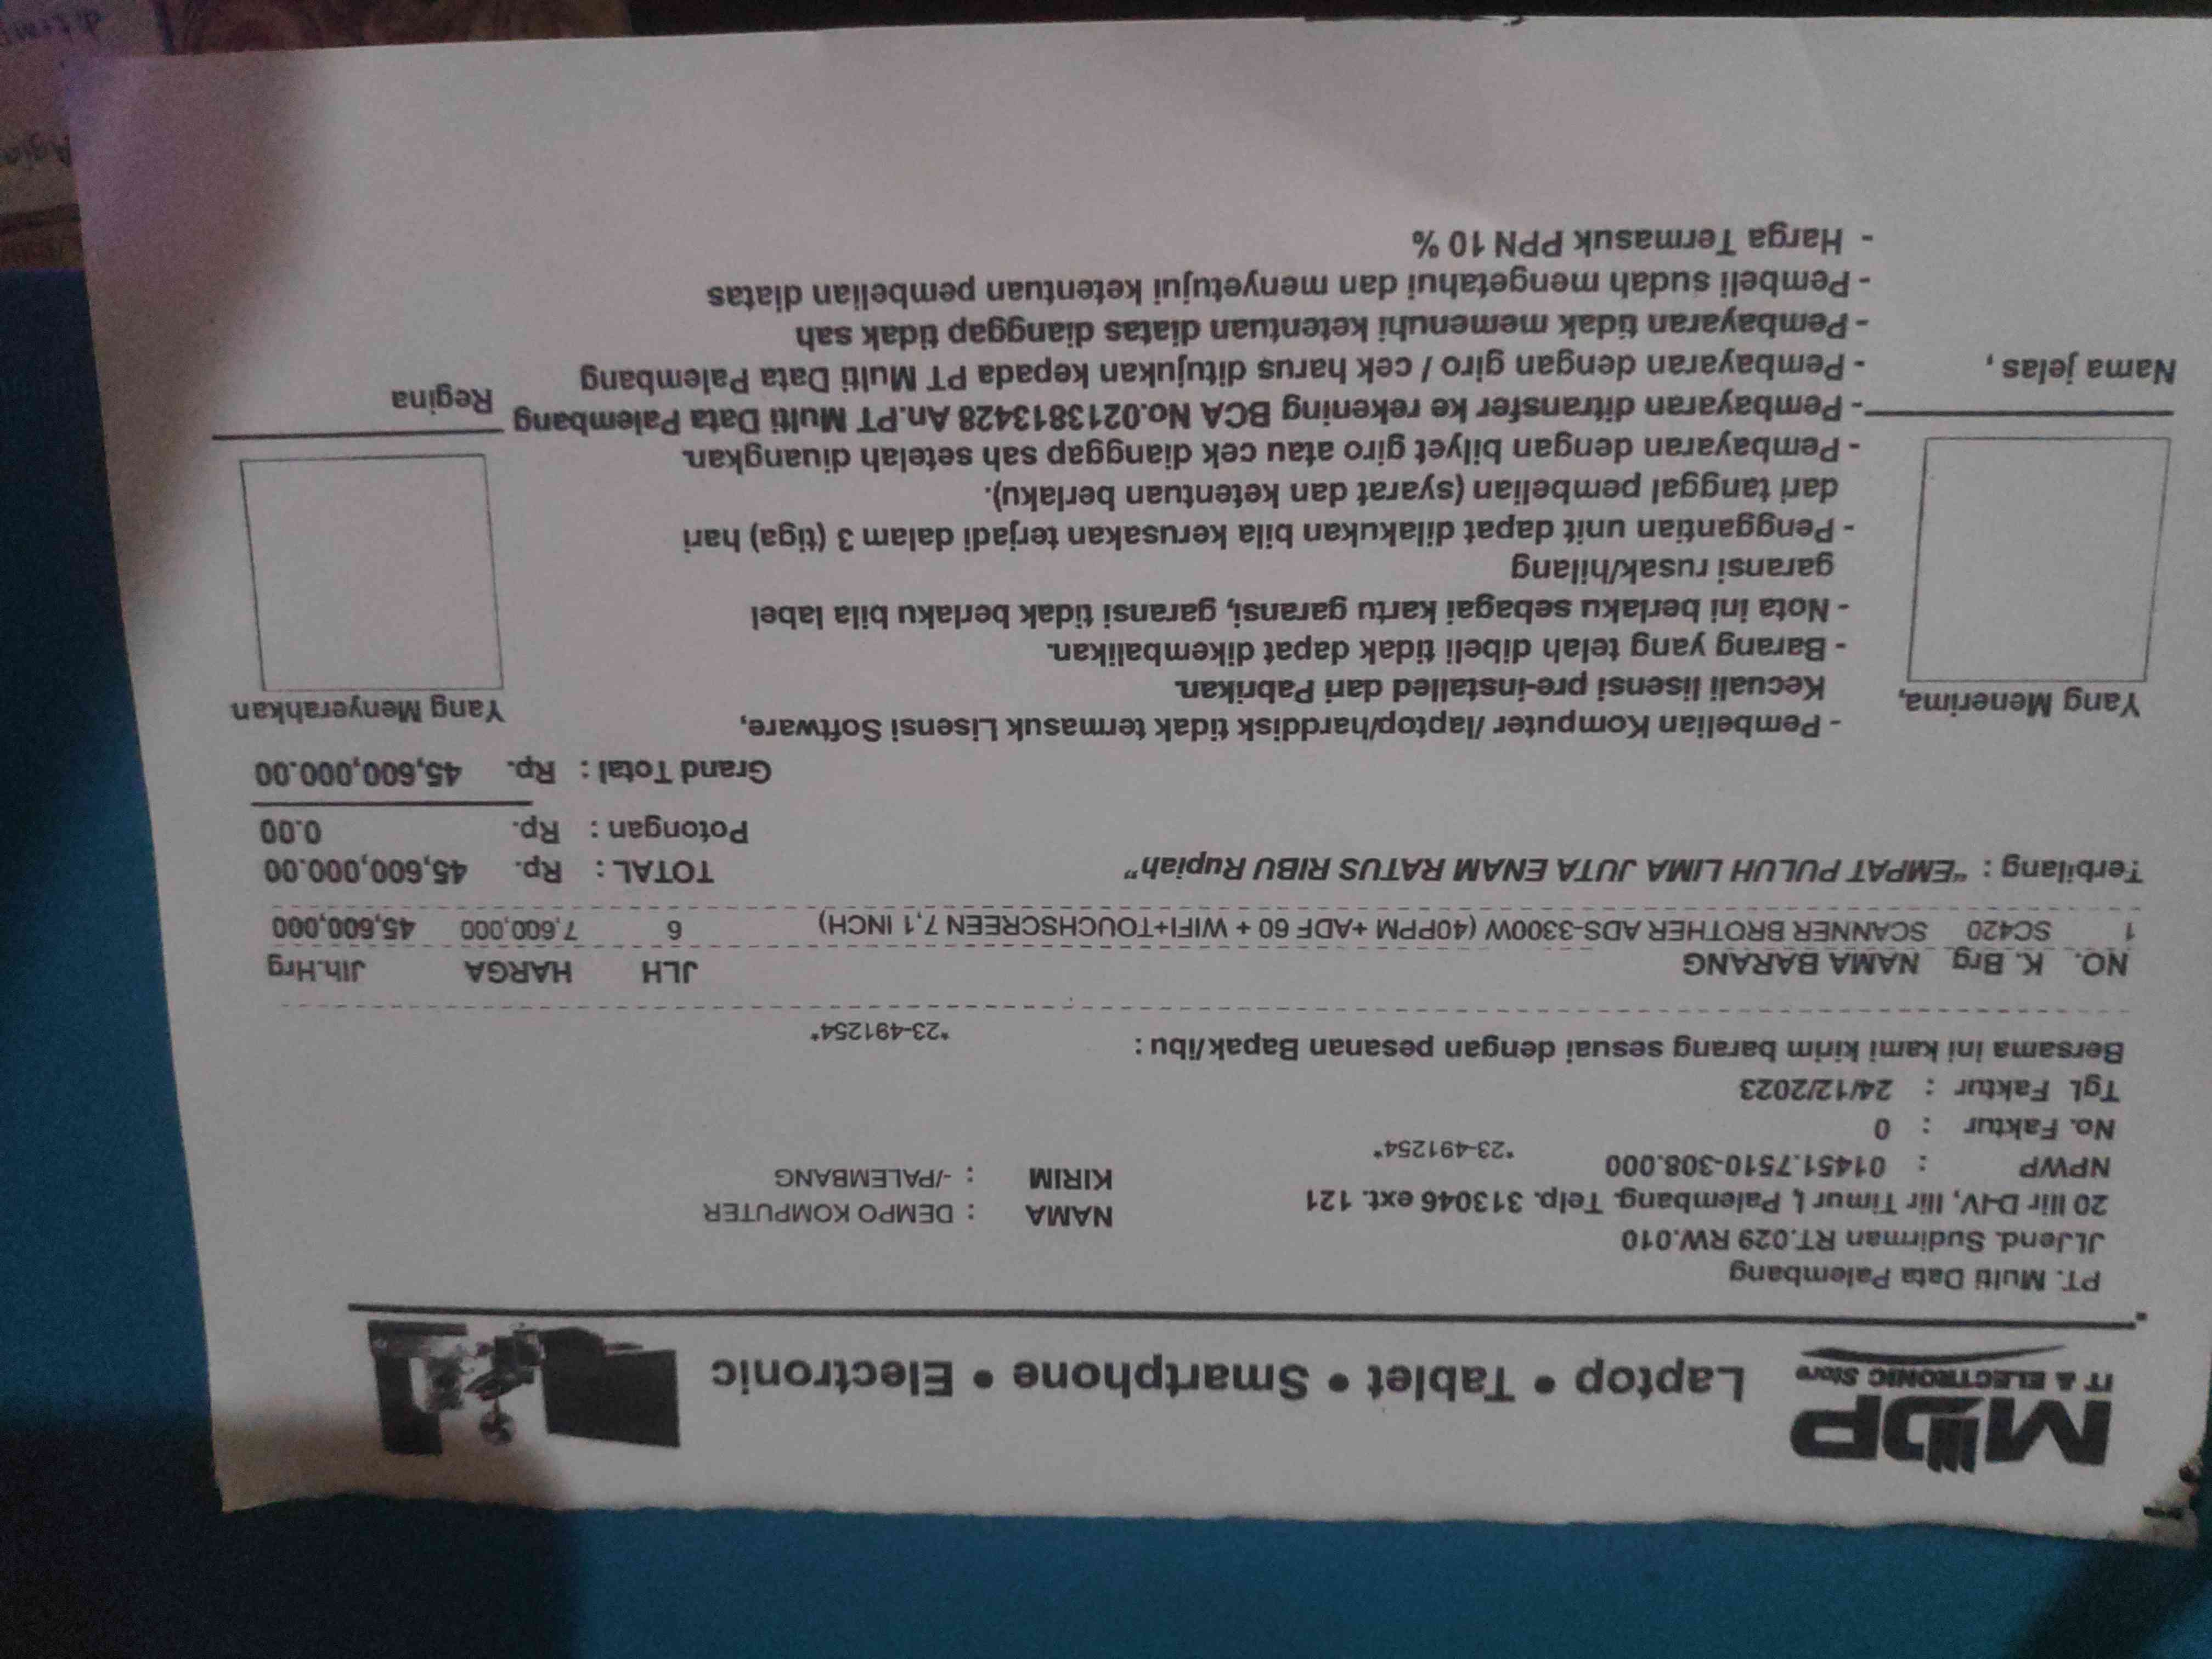 MDP
IT & ELECTRONIC Store
Laptop • Tablet • Smartphone • Electronic
PT. Multi Data Palembang
JLJend. Sudirman RT.029 RW.010
20 Ilir D-IV, Ilir Timur I, Palembang. Telp. 313046 ext. 121
NPWP : 01451.7510-308.000
*23-491254*
No. Faktur : 0
Tgl. Faktur : 24/12/2023
NAMA : DEMPO KOMPUTER
KIRIM : -/PALEMBANG
Bersama ini kami kirim barang sesuai dengan pesanan Bapak/ibu :
*23-491254*
NO. K. Brg NAMA BARANG JLH HARGA Jlh.Hrg
1 SC420 SCANNER BROTHER ADS-3300W (40PPM +ADF 60 + WIFI+TOUCHSCREEN 7,1 INCH) 6 7,600,000 45,600,000
Terbilang : "EMPAT PULUH LIMA JUTA ENAM RATUS RIBU Rupiah"
TOTAL : Rp. 45,600,000.00
Potongan : Rp. 0.00
Grand Total : Rp. 45,600,000.00
Yang Menerima,
- Pembelian Komputer /laptop/harddisk tidak termasuk Lisensi Software,
Kecuali lisensi pre-installed dari Pabrikan.
- Barang yang telah dibeli tidak dapat dikembalikan.
- Nota ini berlaku sebagai kartu garansi, garansi tidak berlaku bila label
garansi rusak/hilang
- Penggantian unit dapat dilakukan bila kerusakan terjadi dalam 3 (tiga) hari
dari tanggal pembelian (syarat dan ketentuan berlaku).
- Pembayaran dengan bilyet giro atau cek dianggap sah setelah diuangkan.
- Pembayaran ditransfer ke rekening BCA No.0213813428 An.PT Multi Data Palembang
- Pembayaran dengan giro / cek harus ditujukan kepada PT Multi Data Palembang
- Pembayaran tidak memenuhi ketentuan diatas dianggap tidak sah
- Pembeli sudah mengetahui dan menyetujui ketentuan pembelian diatas
- Harga Termasuk PPN 10 %
Yang Menyerahkan
Nama jelas ,
Regina